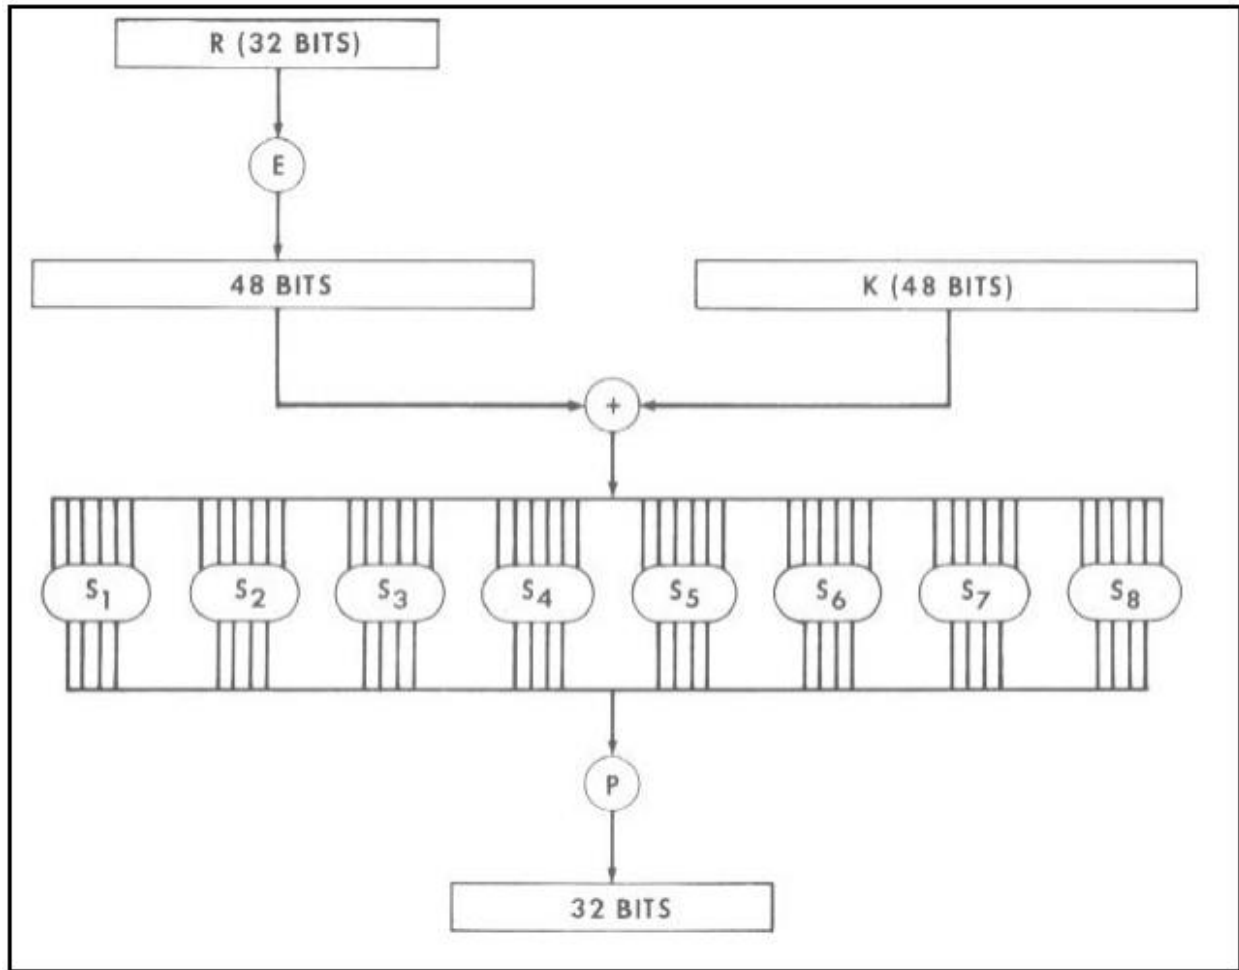 R (32 BITS)
E
48 BITS
K (48 BITS)
+
S1 S2 S3 S4 S5 S6 S7 S8
P
32 BITS